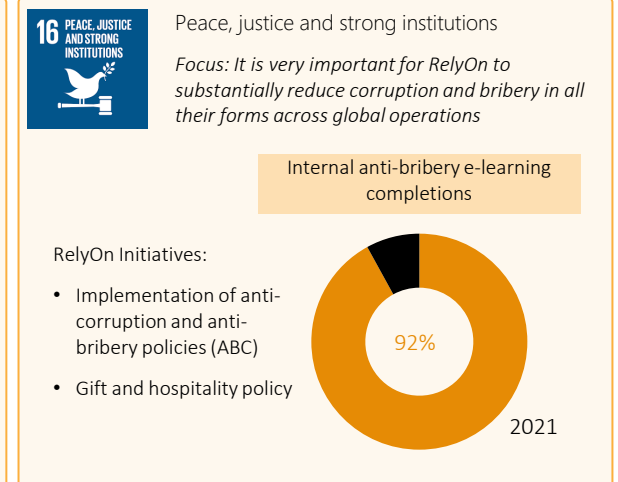 16 PEACE, JUSTICE
AND STRONG
INSTITUTIONS
Peace, justice and strong institutions
Focus: It is very important for RelyOn to
substantially reduce corruption and bribery in all
their forms across global operations
Internal anti-bribery e-learning
completions
RelyOn Initiatives:
• Implementation of anti-
corruption and anti-
bribery policies (ABC)
• Gift and hospitality policy
92%
2021